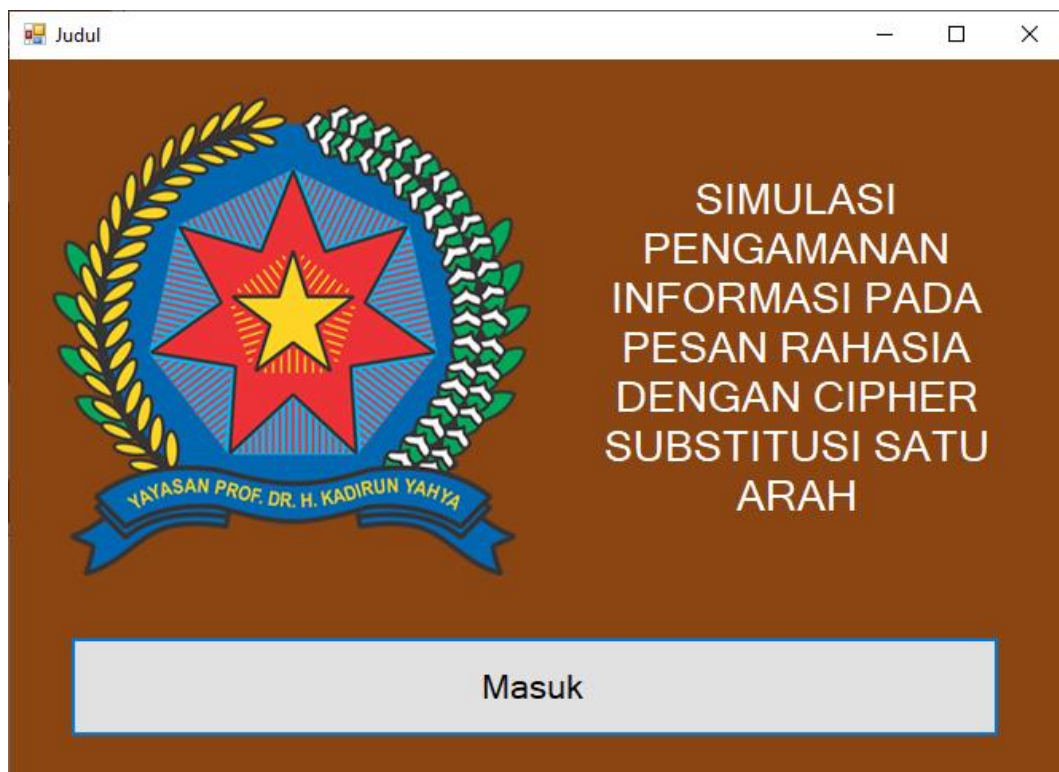 Judul
SIMULASI
PENGAMANAN
INFORMASI PADA
PESAN RAHASIA
DENGAN CIPHER
SUBSTITUSI SATU
ARAH
YAYASAN PROF. DR. H. KADIRUN YAHYA
Masuk